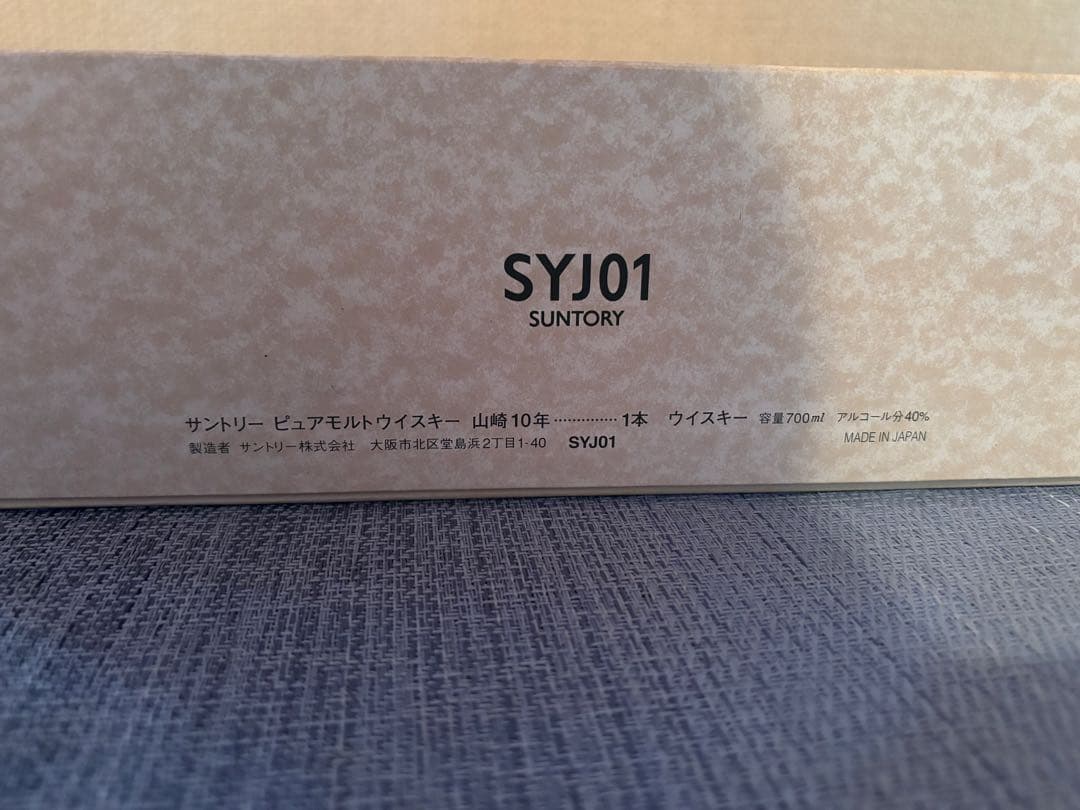 SYJ01
SUNTORY
サントリー ピュアモルトウイスキー 山崎10年‥‥‥‥‥1本 ウイスキー 容量700ml アルコール分40%
製造者 サントリー株式会社 大阪市北区堂島浜2丁目1-40 SYJ01 MADE IN JAPAN